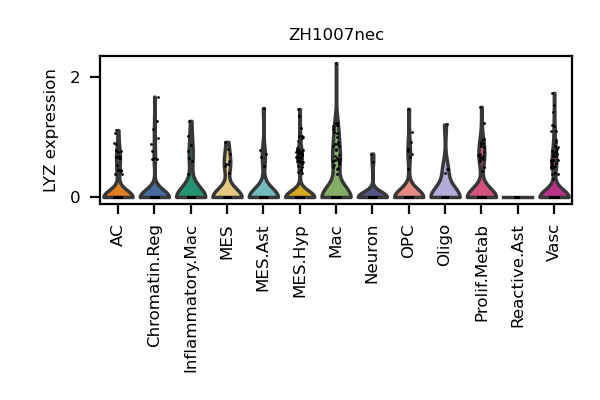 ZH1007nec
LYZ expression
2
0
AC
Chromatin.Reg
Inflammatory.Mac
MES
MES.Ast
MES.Hyp
Mac
Neuron
OPC
Oligo
Prolif.Metab
Reactive.Ast
Vasc